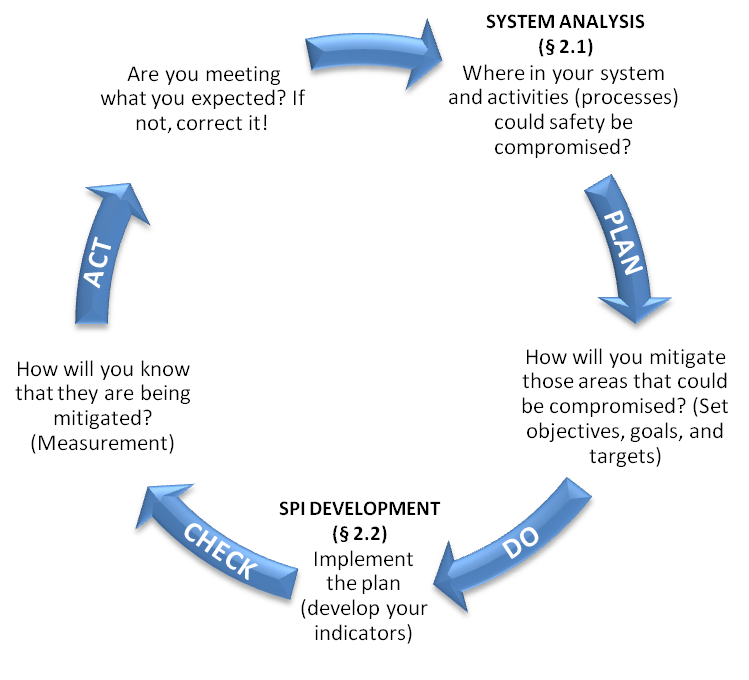 SYSTEM ANALYSIS
(§ 2.1)
Where in your system
and activities (processes)
could safety be
compromised?
PLAN
How will you mitigate
those areas that could
be compromised? (Set
objectives, goals, and
targets)
DO
SPI DEVELOPMENT
(§ 2.2)
Implement
the plan
(develop your
indicators)
CHECK
How will you know
that they are being
mitigated?
(Measurement)
ACT
Are you meeting
what you expected? If
not, correct it!